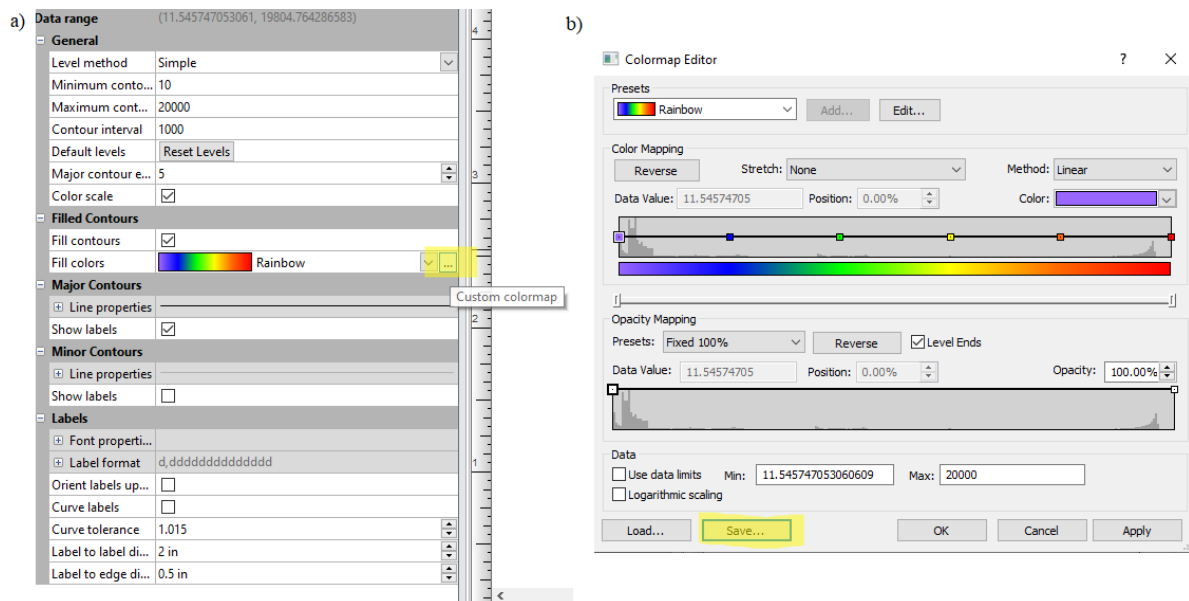 a)
Data range (11.545747053061, 19804.764286583)
General
Level method Simple
Minimum conto... 10
Maximum cont... 20000
Contour interval 1000
Default levels Reset Levels
Major contour e... 5
Color scale
Filled Contours
Fill contours
Fill colors Rainbow ...
Custom colormap
Major Contours
Line properties
Show labels
Minor Contours
Line properties
Show labels
Labels
Font properti...
Label format d,dddddddddddddd
Orient labels up...
Curve labels
Curve tolerance 1.015
Label to label di... 2 in
Label to edge di... 0.5 in
4
3
2
1
b)
Colormap Editor ? X
Presets
Rainbow Add... Edit...
Color Mapping
Reverse Stretch: None Method: Linear
Data Value: 11.54574705 Position: 0.00% Color:
Opacity Mapping
Presets: Fixed 100% Reverse Level Ends
Data Value: 11.54574705 Position: 0.00% Opacity: 100.00%
Data
Use data limits Min: 11.545747053060609 Max: 20000
Logarithmic scaling
Load... Save... OK Cancel Apply